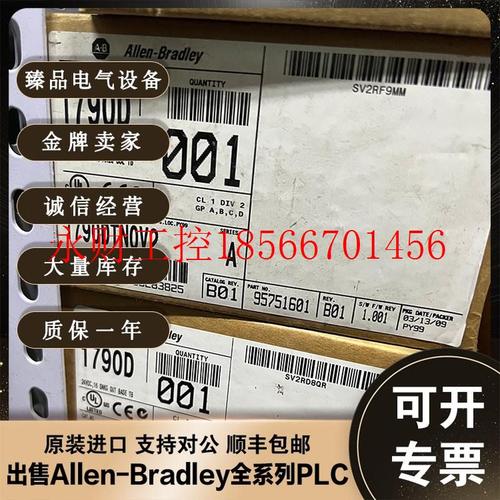 Allen-Bradley
QUANTITY
SV2RF9MM
臻品电气设备
1790D
001
金牌卖家
CL 1 DIV 2
GP A,B,C,D
诚信经营
SERIES
A
永财工控18566701456
大量库存
CATALOG REV.
B01
PART NO.
95751601
REV.
B01
S/W F/W REV
1.001
PKG DATE/PACKER
03/13/09
PY99
质保一年
1790D
QUANTITY
001
SV2RD8QR
可开
专票
原装进口 支持对公 顺丰包邮
出售Allen-Bradley全系列PLC